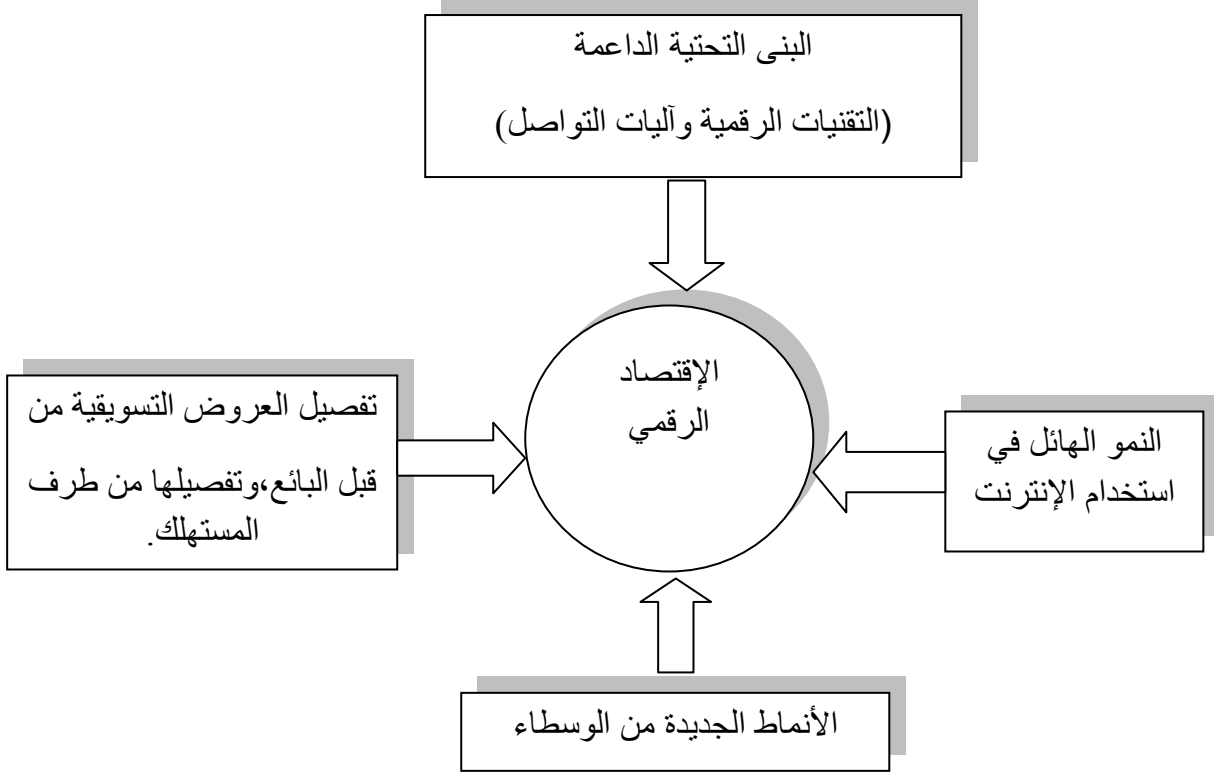 البنى التحتية الداعمة
(التقنيات الرقمية وآليات التواصل)
الإقتصاد
الرقمي
النمو الهائل في
استخدام الإنترنت
تفصيل العروض التسويقية من
قبل البائع،وتفصيلها من طرف
المستهلك.
الأنماط الجديدة من الوسطاء